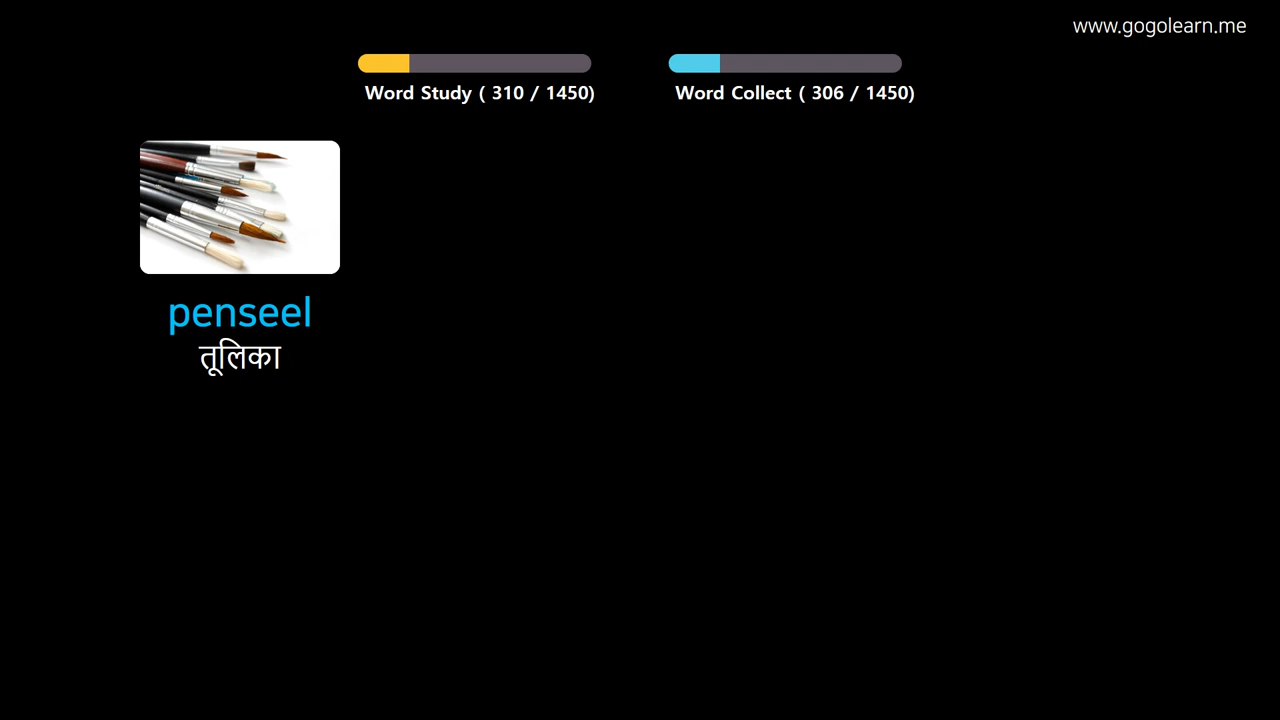 www.gogolearn.me
Word Study ( 310 / 1450)
Word Collect ( 306 / 1450)
penseel
तूलिका